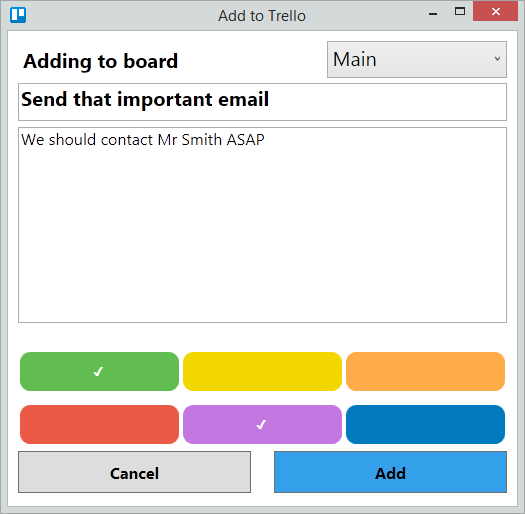 Add to Trello
Adding to board
Main
Send that important email
We should contact Mr Smith ASAP
Cancel
Add